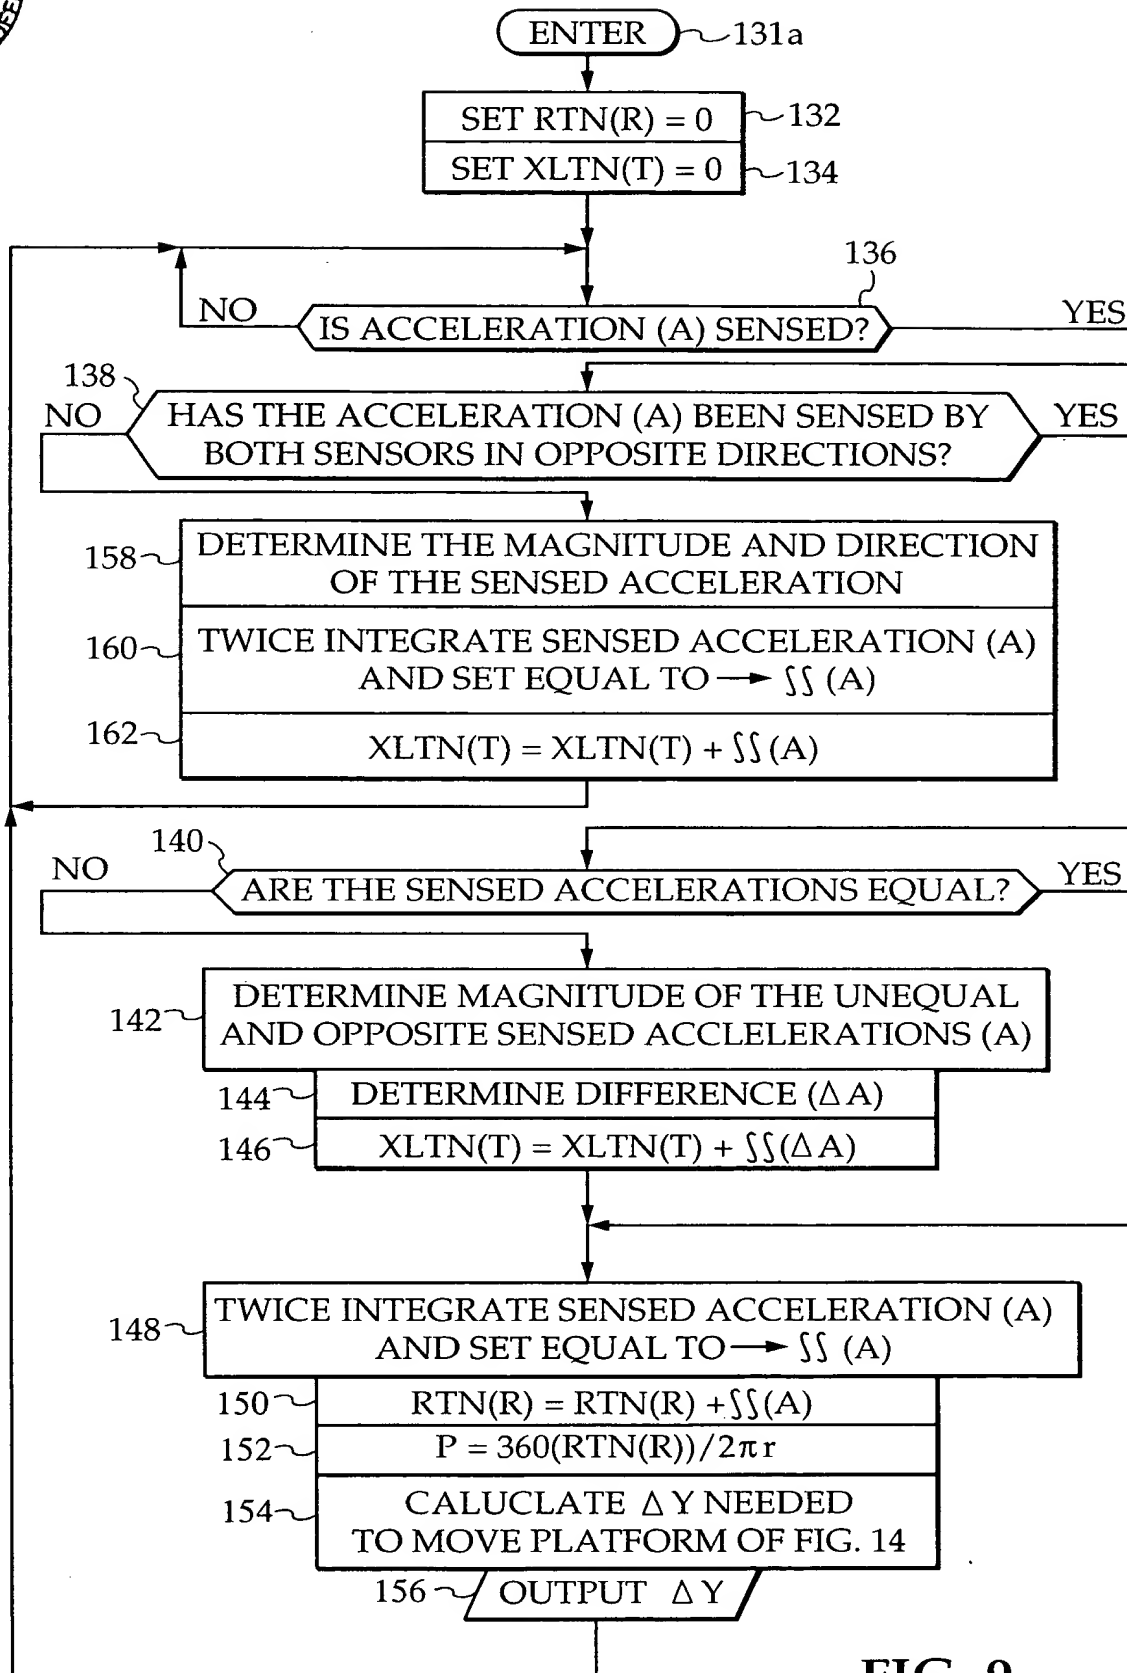 ENTER 131a
SET RTN(R) = 0 132
SET XLTN(T) = 0 134
136
NO IS ACCELERATION (A) SENSED? YES
138
NO HAS THE ACCELERATION (A) BEEN SENSED BY YES
BOTH SENSORS IN OPPOSITE DIRECTIONS?
158 DETERMINE THE MAGNITUDE AND DIRECTION
OF THE SENSED ACCELERATION
160 TWICE INTEGRATE SENSED ACCELERATION (A)
AND SET EQUAL TO → ∫∫ (A)
162 XLTN(T) = XLTN(T) + ∫∫ (A)
140
NO ARE THE SENSED ACCELERATIONS EQUAL? YES
142 DETERMINE MAGNITUDE OF THE UNEQUAL
AND OPPOSITE SENSED ACCLELERATIONS (A)
144 DETERMINE DIFFERENCE (Δ A)
146 XLTN(T) = XLTN(T) + ∫∫(Δ A)
148 TWICE INTEGRATE SENSED ACCELERATION (A)
AND SET EQUAL TO → ∫∫ (A)
150 RTN(R) = RTN(R) +∫∫(A)
152 P = 360(RTN(R))/2π r
154 CALUCLATE Δ Y NEEDED
TO MOVE PLATFORM OF FIG. 14
156 OUTPUT Δ Y